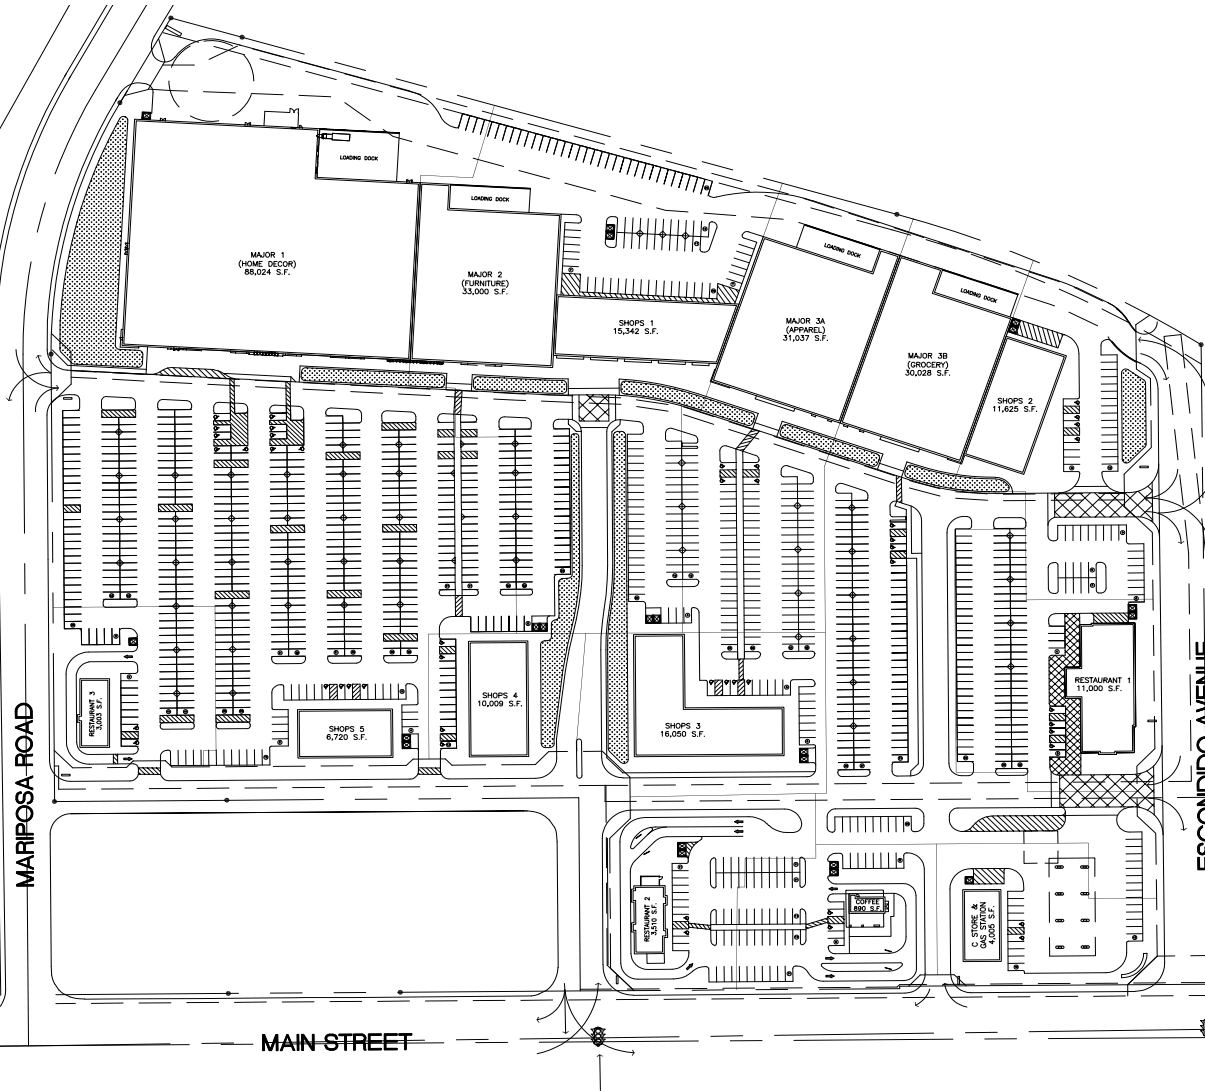 LOADING DOCK
LOADING DOCK
LOADING DOCK
LOADING DOCK
MAJOR 1
(HOME DECOR)
88,024 S.F.
MAJOR 2
(FURNITURE)
33,000 S.F.
SHOPS 1
15,342 S.F.
MAJOR 3A
(APPAREL)
31,037 S.F.
MAJOR 3B
(GROCERY)
30,028 S.F.
SHOPS 2
11,625 S.F.
RESTAURANT 3
3,003 S.F.
SHOPS 5
6,720 S.F.
SHOPS 4
10,009 S.F.
SHOPS 3
16,050 S.F.
RESTAURANT 1
11,000 S.F.
MARIPOSA ROAD
ESCONDIDO AVENUE
RESTAURANT 2
3,510 S.F.
COFFEE
890 S.F.
C STORE &
GAS STATION
4,005 S.F.
MAIN STREET